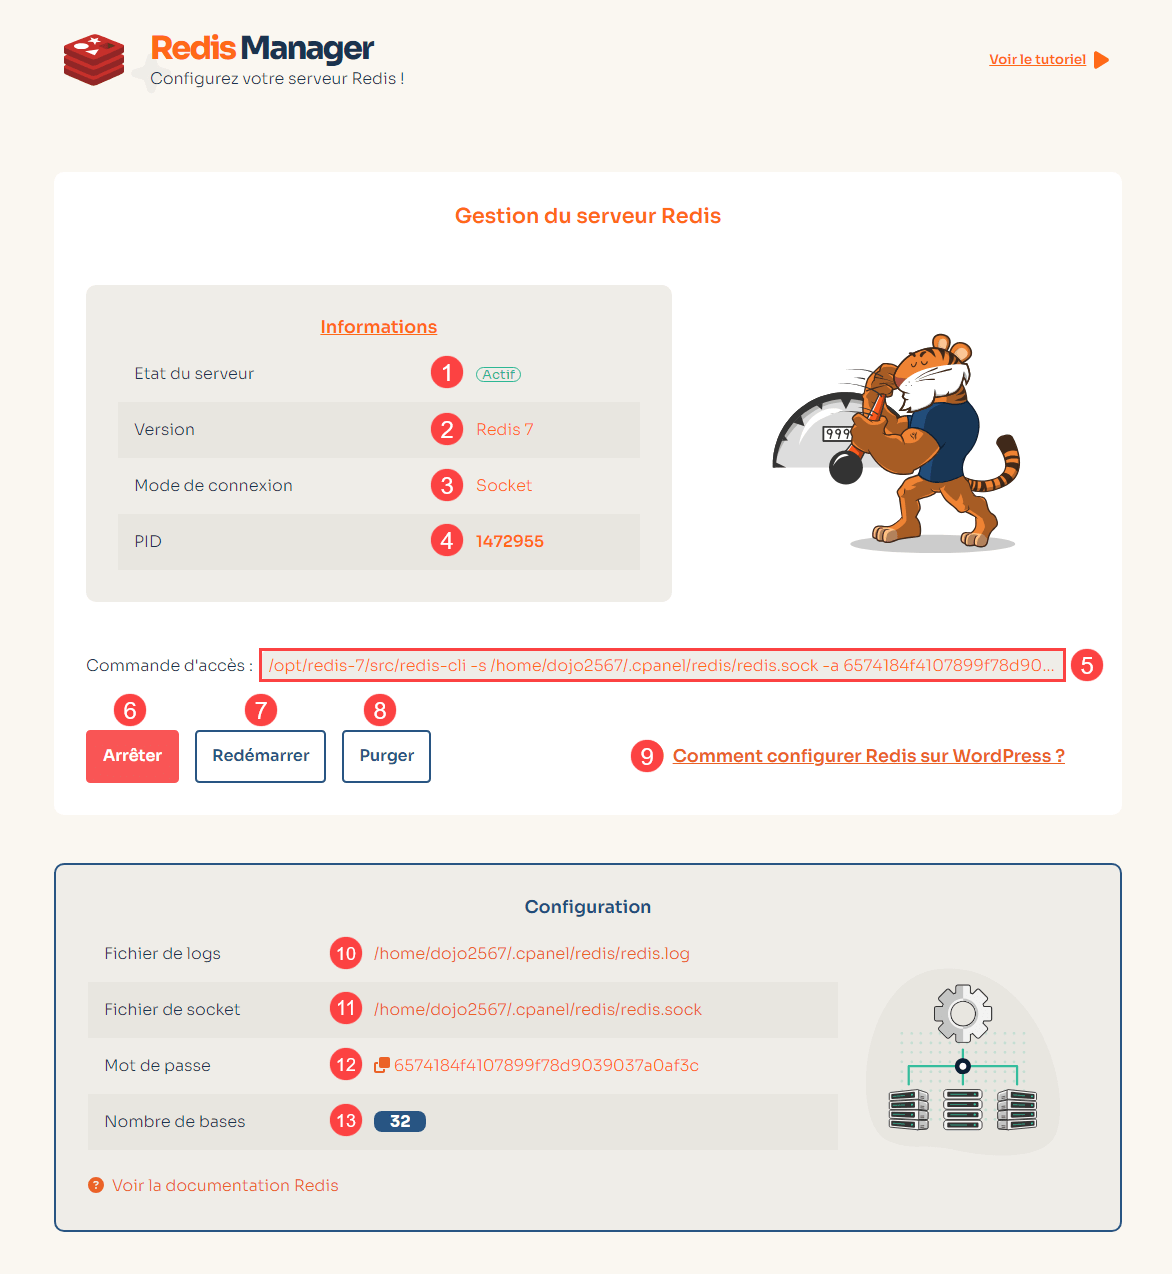 Redis Manager
Configurez votre serveur Redis !
Voir le tutoriel
Gestion du serveur Redis
Informations
Etat du serveur 1 Actif
Version 2 Redis 7
Mode de connexion 3 Socket
PID 4 1472955
999
Commande d'accès : /opt/redis-7/src/redis-cli -s /home/dojo2567/.cpanel/redis/redis.sock -a 6574184f4107899f78d90... 5
6 7 8
Arrêter Redémarrer Purger
9 Comment configurer Redis sur WordPress ?
Configuration
Fichier de logs 10 /home/dojo2567/.cpanel/redis/redis.log
Fichier de socket 11 /home/dojo2567/.cpanel/redis/redis.sock
Mot de passe 12 6574184f4107899f78d9039037a0af3c
Nombre de bases 13 32
? Voir la documentation Redis